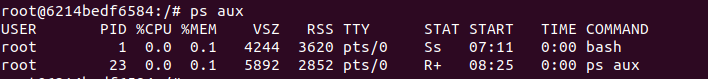 root@6214bedf6584:/# ps aux
USER       PID %CPU %MEM    VSZ   RSS TTY      STAT START   TIME COMMAND
root         1  0.0  0.1   4244  3620 pts/0    Ss   07:11   0:00 bash
root        23  0.0  0.1   5892  2852 pts/0    R+   08:25   0:00 ps aux